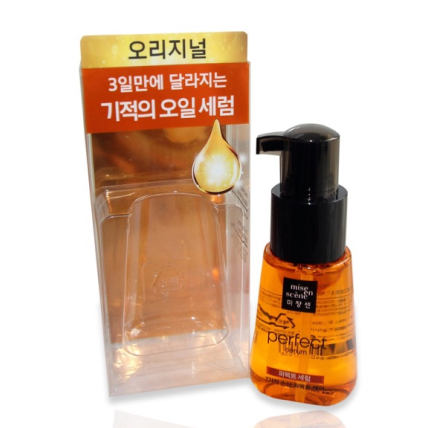 오리지널
3일만에 달라지는
기적의 오일 세럼
mise
en
scène
미쟝센
perfect
serum
퍼펙트 세럼